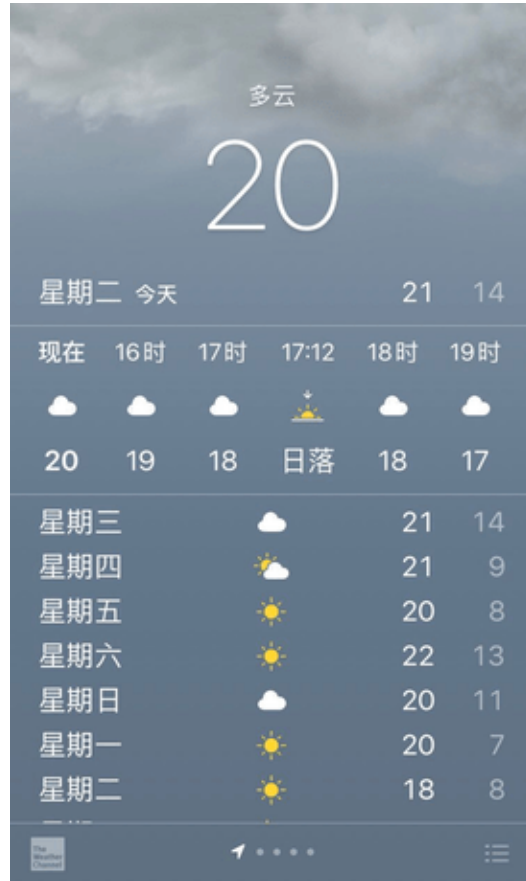 多云
20
星期二 今天 21 14
现在 16时 17时 17:12 18时 19时
20 19 18 日落 18 17
星期三 21 14
星期四 21 9
星期五 20 8
星期六 22 13
星期日 20 11
星期一 20 7
星期二 18 8
The
Weather
Channel